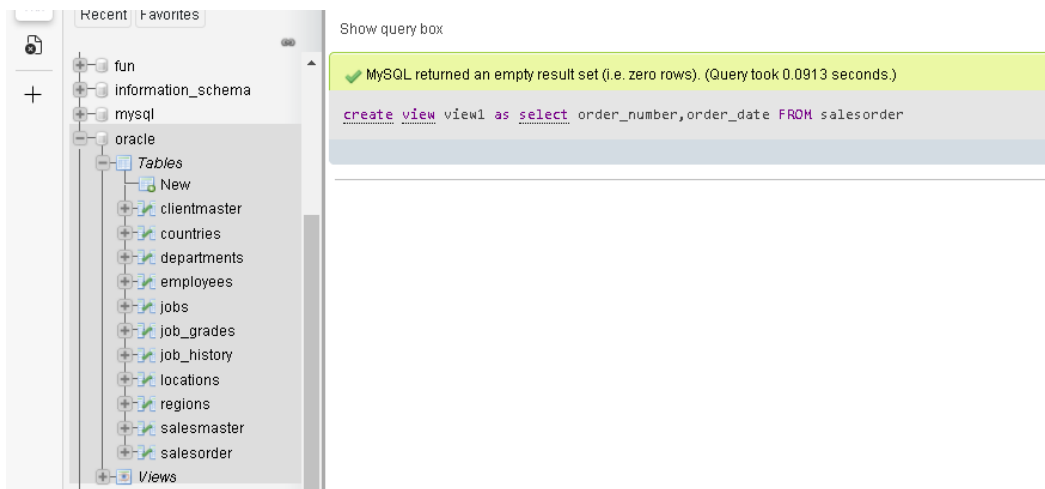 Recent Favorites
fun
information_schema
mysql
oracle
Tables
New
clientmaster
countries
departments
employees
jobs
job_grades
job_history
locations
regions
salesmaster
salesorder
Views
Show query box
MySQL returned an empty result set (i.e. zero rows). (Query took 0.0913 seconds.)
create view view1 as select order_number,order_date FROM salesorder